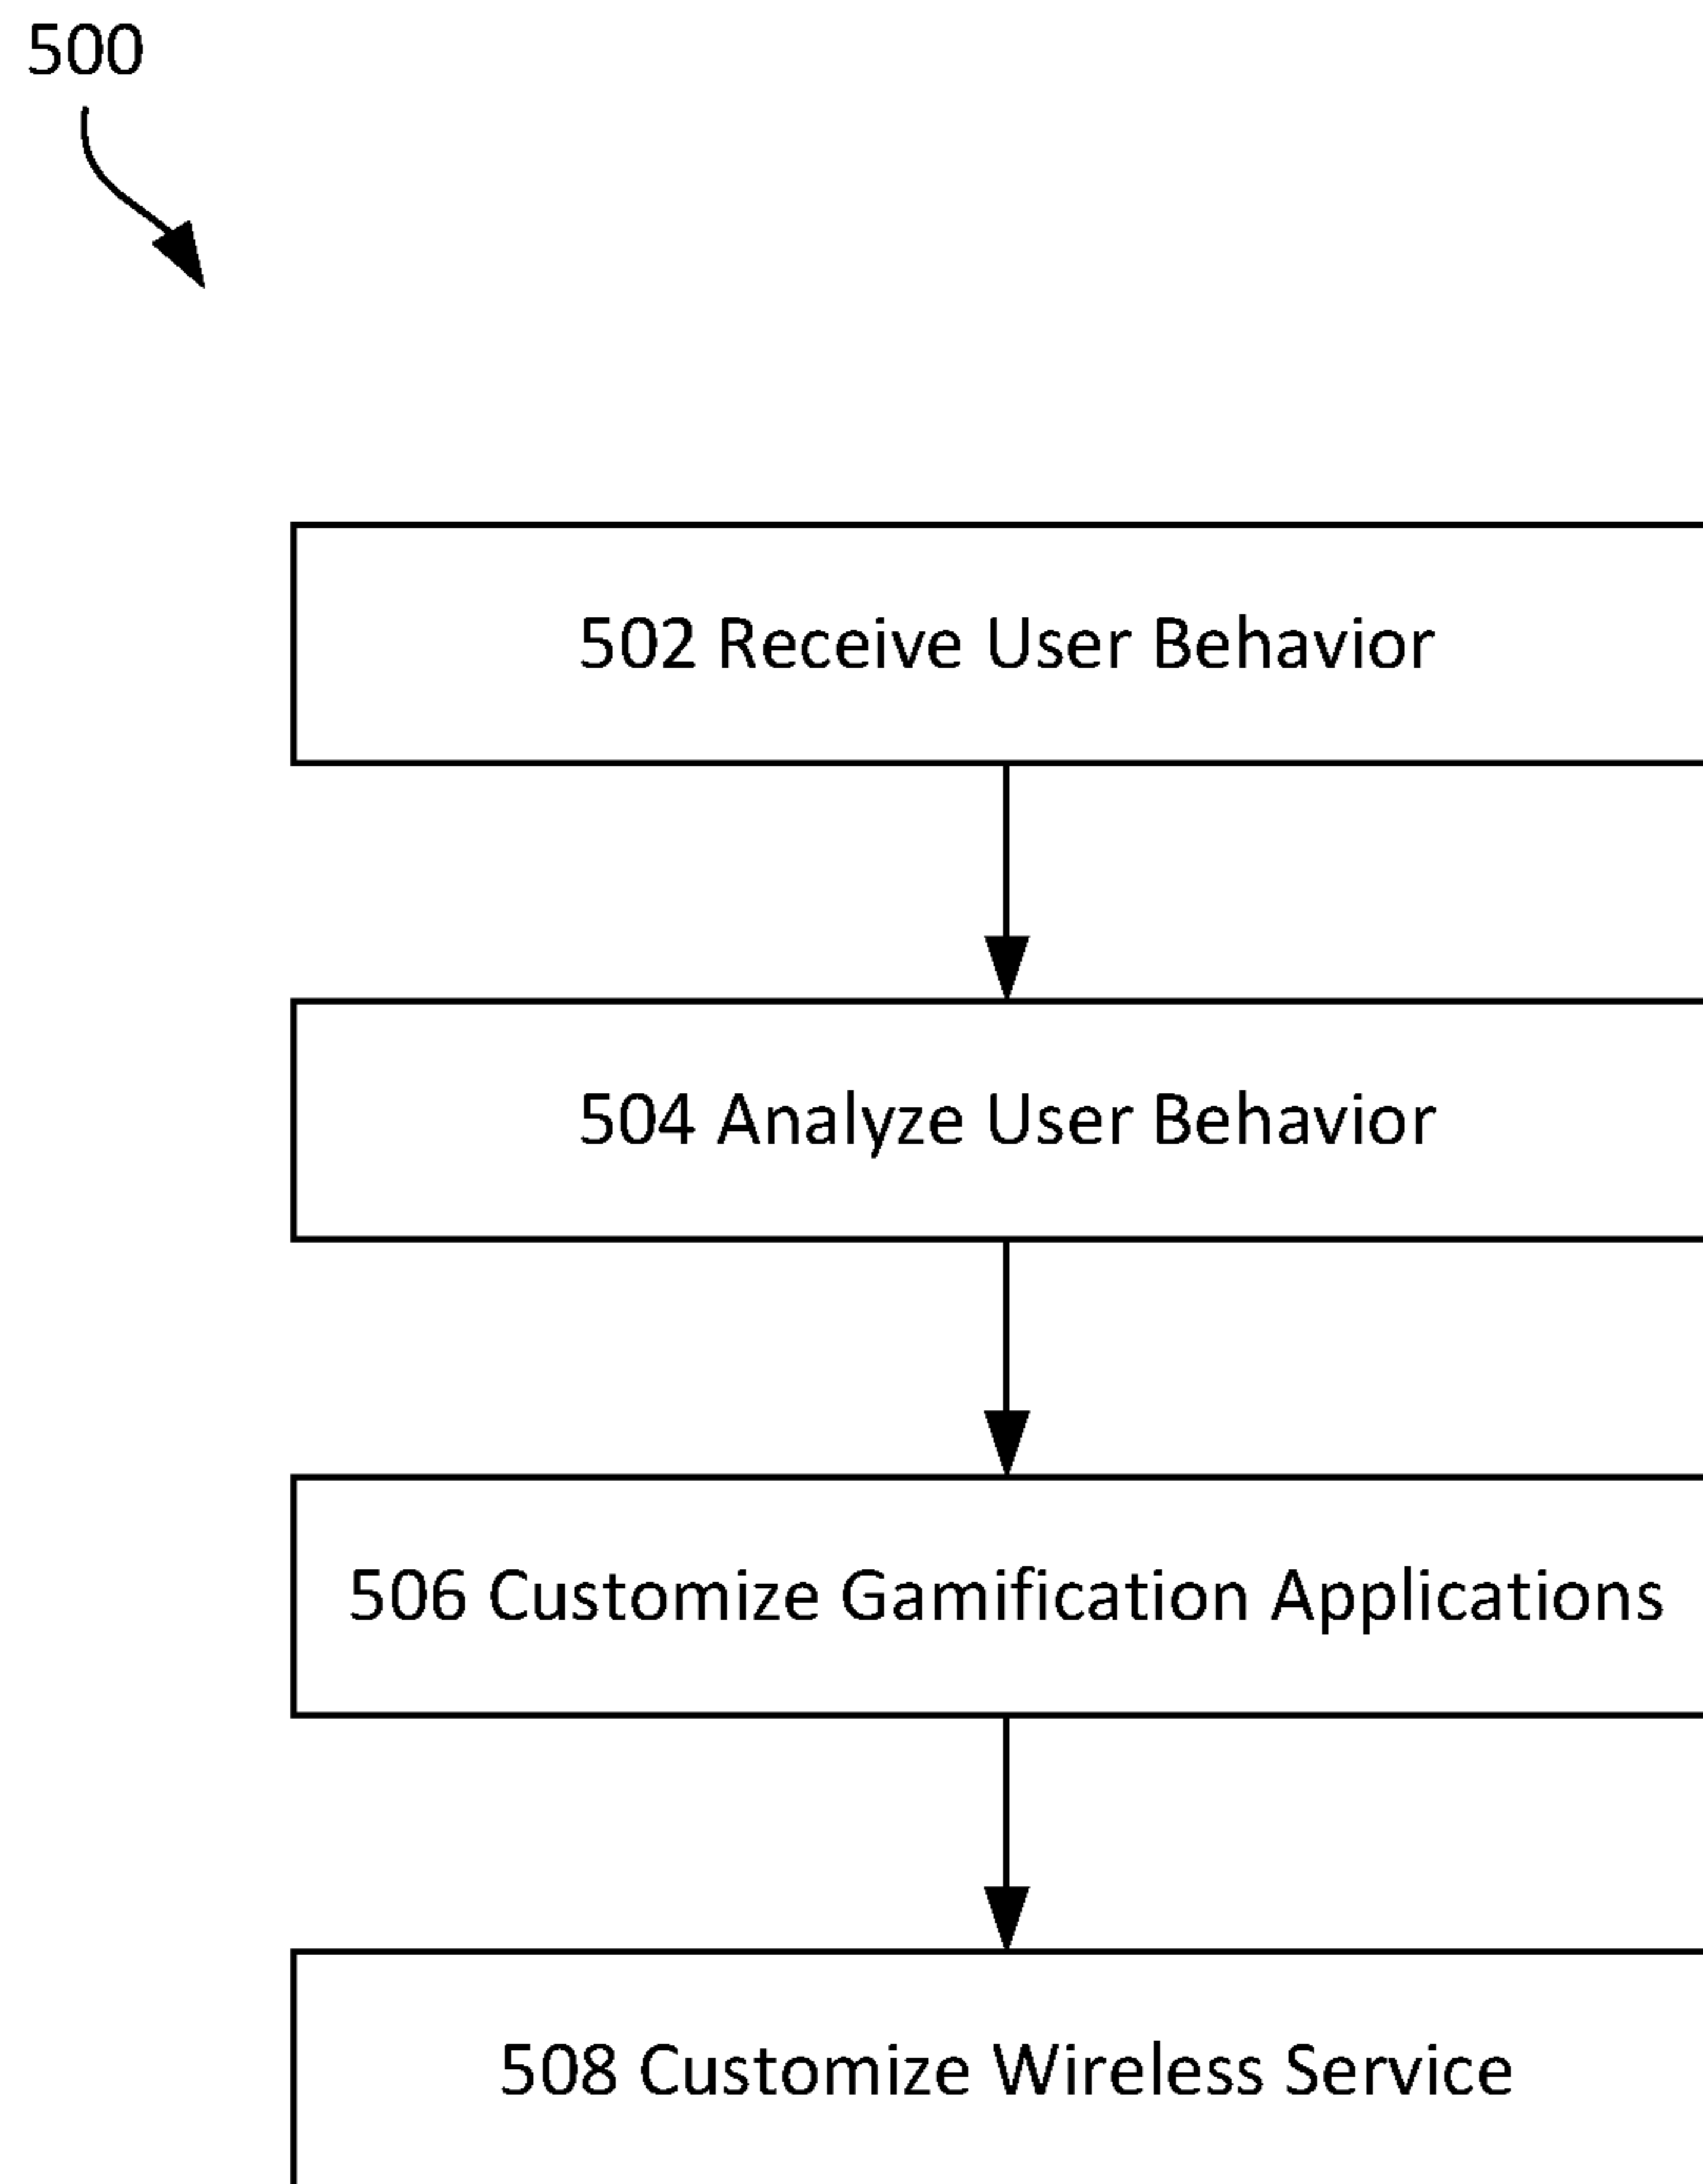 500
502 Receive User Behavior
504 Analyze User Behavior
506 Customize Gamification Applications
508 Customize Wireless Service